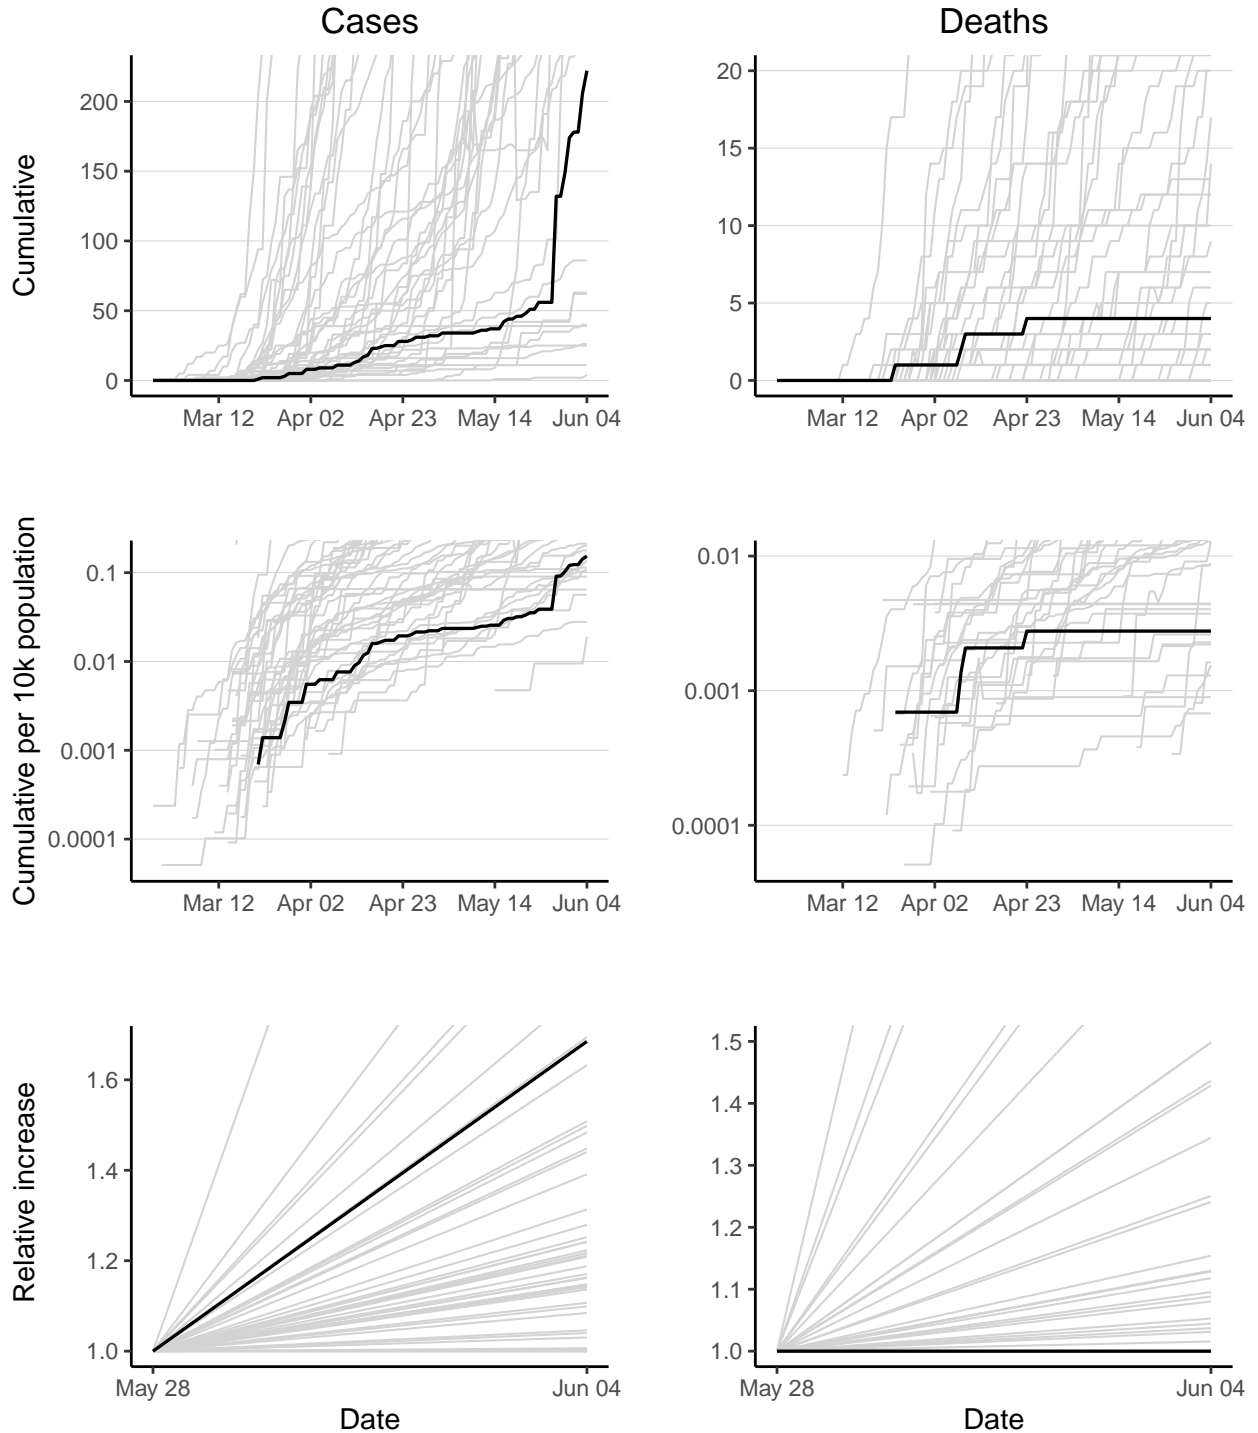 Cases
Deaths
Cumulative
200
150
100
50
0
Mar 12 Apr 02 Apr 23 May 14 Jun 04
20
15
10
5
0
Mar 12 Apr 02 Apr 23 May 14 Jun 04
Cumulative per 10k population
0.1
0.01
0.001
0.0001
Mar 12 Apr 02 Apr 23 May 14 Jun 04
0.01
0.001
0.0001
Mar 12 Apr 02 Apr 23 May 14 Jun 04
Relative increase
1.6
1.4
1.2
1.0
May 28 Jun 04
Date
1.5
1.4
1.3
1.2
1.1
1.0
May 28 Jun 04
Date